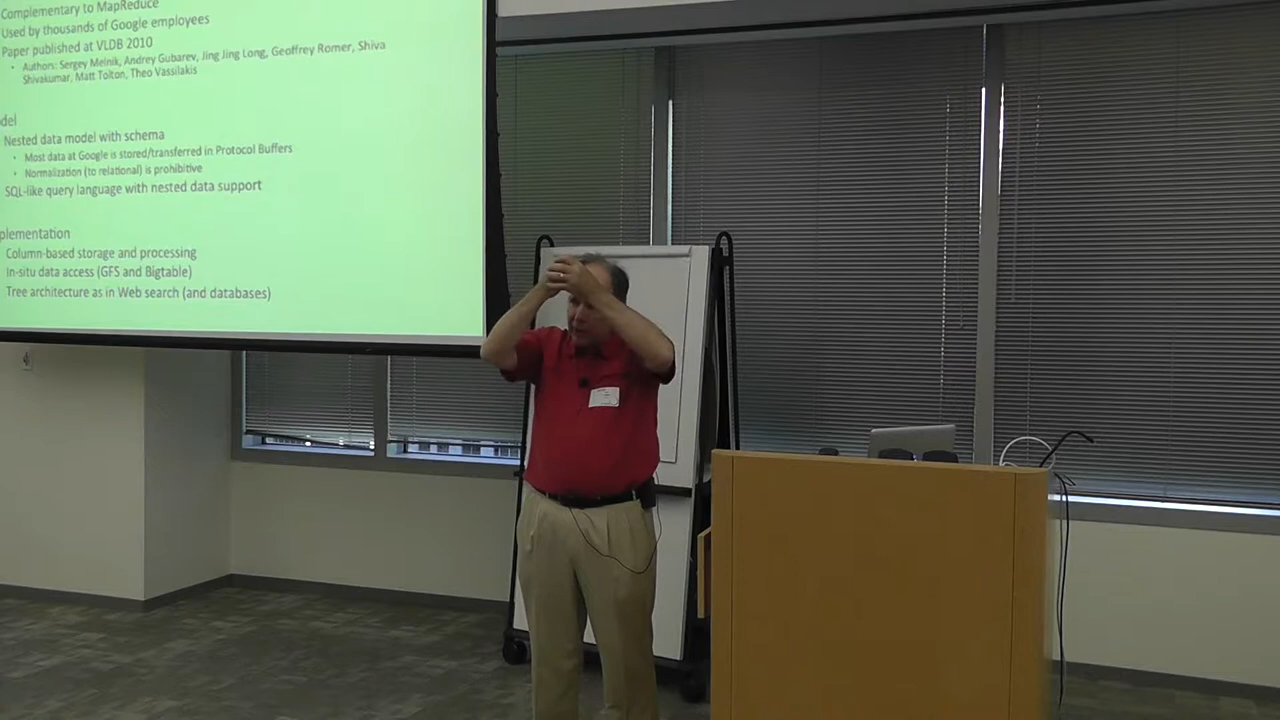 Complementary to MapReduce
Used by thousands of Google employees
Paper published at VLDB 2010
• Authors: Sergey Melnik, Andrey Gubarev, Jing Jing Long, Geoffrey Romer, Shiva
Shivakumar, Matt Tolton, Theo Vassilakis
del
Nested data model with schema
• Most data at Google is stored/transferred in Protocol Buffers
• Normalization (to relational) is prohibitive
SQL-like query language with nested data support
plementation
Column-based storage and processing
In-situ data access (GFS and Bigtable)
Tree architecture as in Web search (and databases)